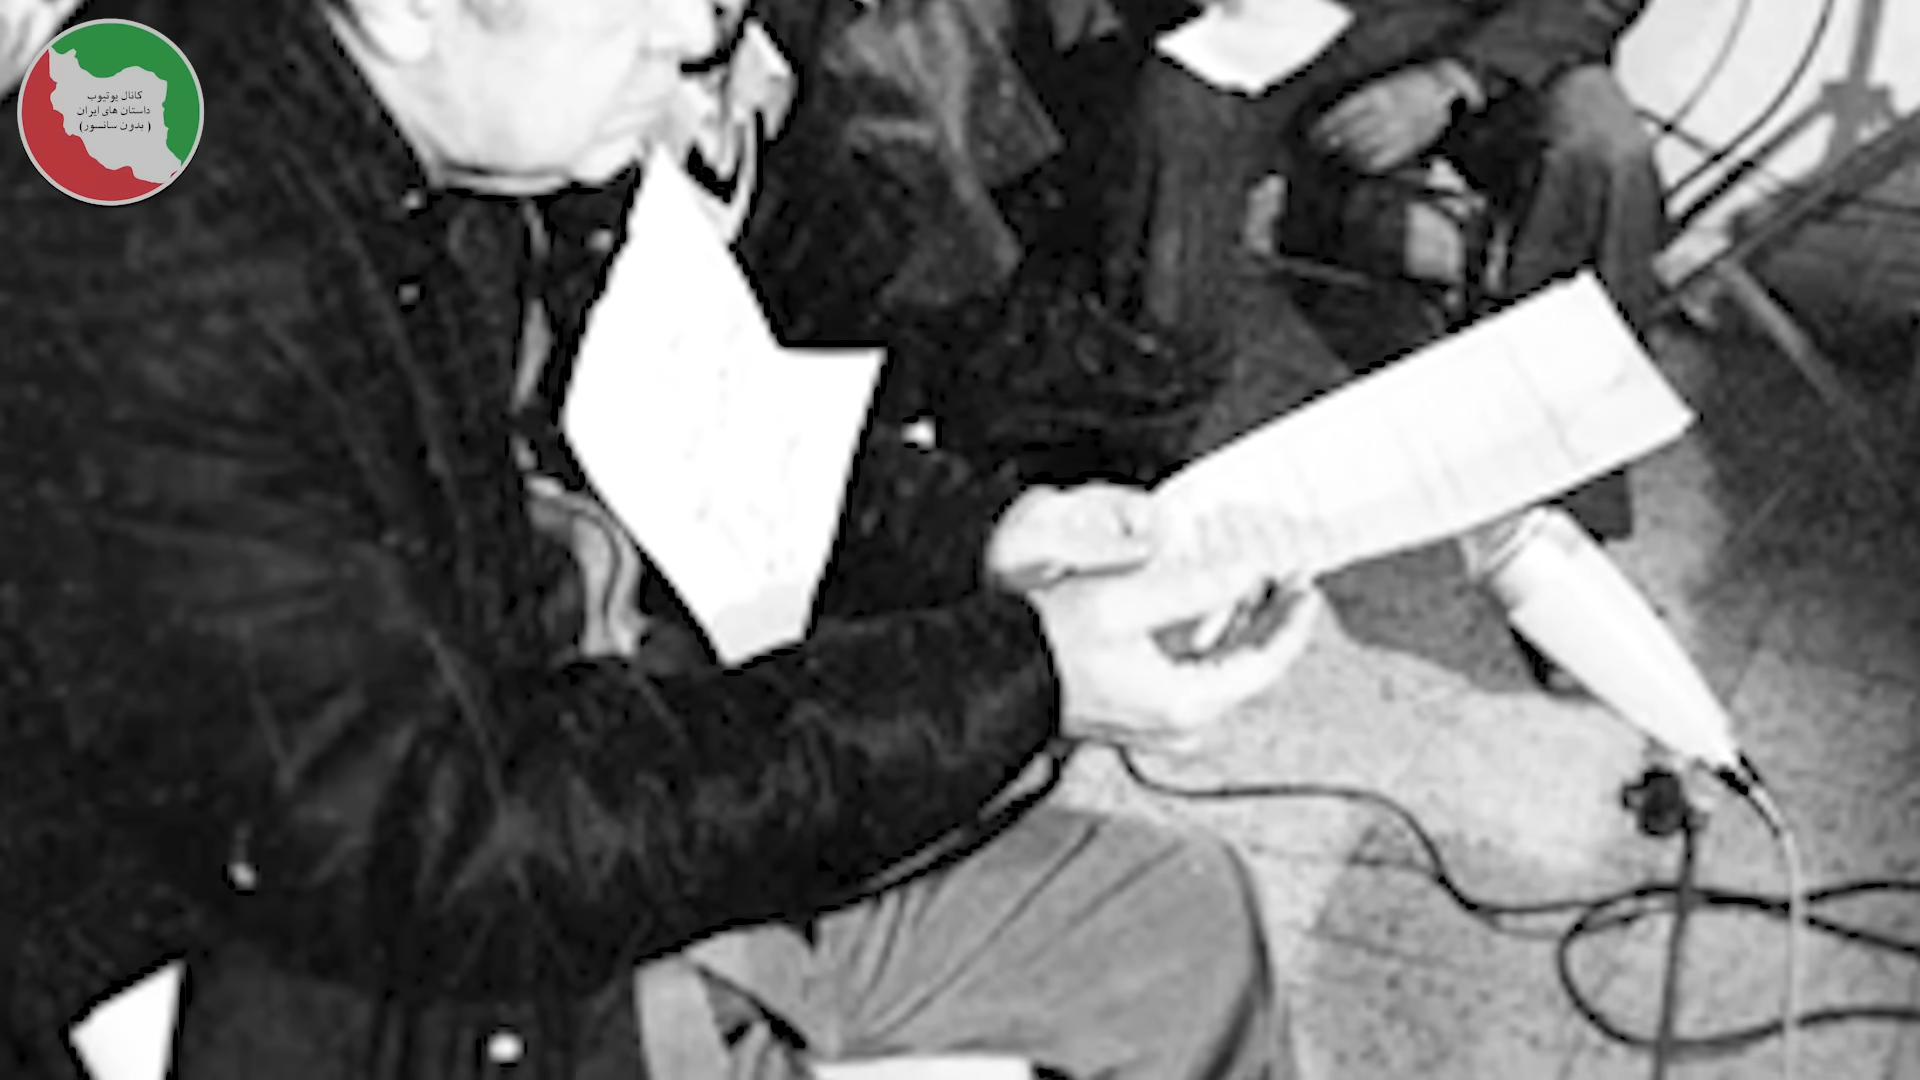 کانال یوتیوب
داستان های ایران
( بدون سانسور)